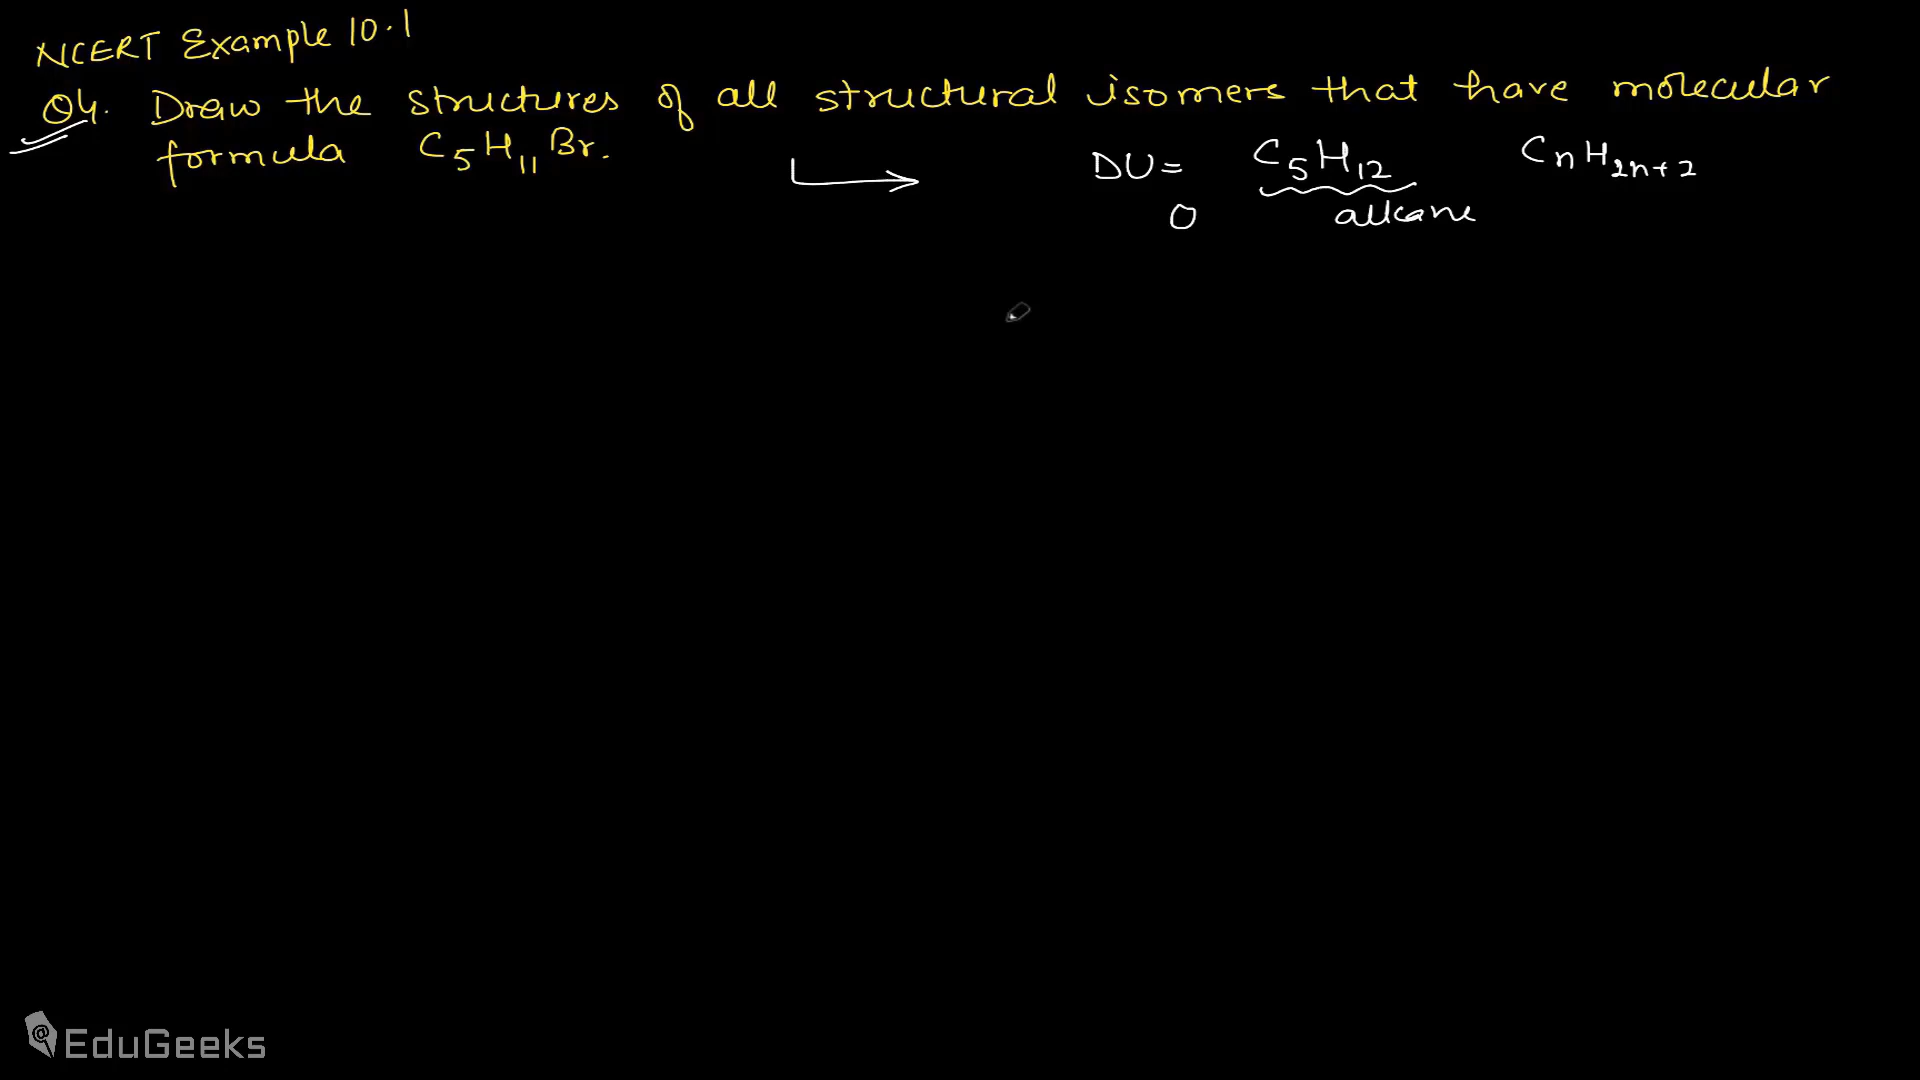 NCERT Example 10.1
Q4. Draw the structures of all structural isomers that have molecular
formula C₅H₁₁Br.
DU = C₅H₁₂ CₙH₂ₙ₊₂
0 alkane
@EduGeeks